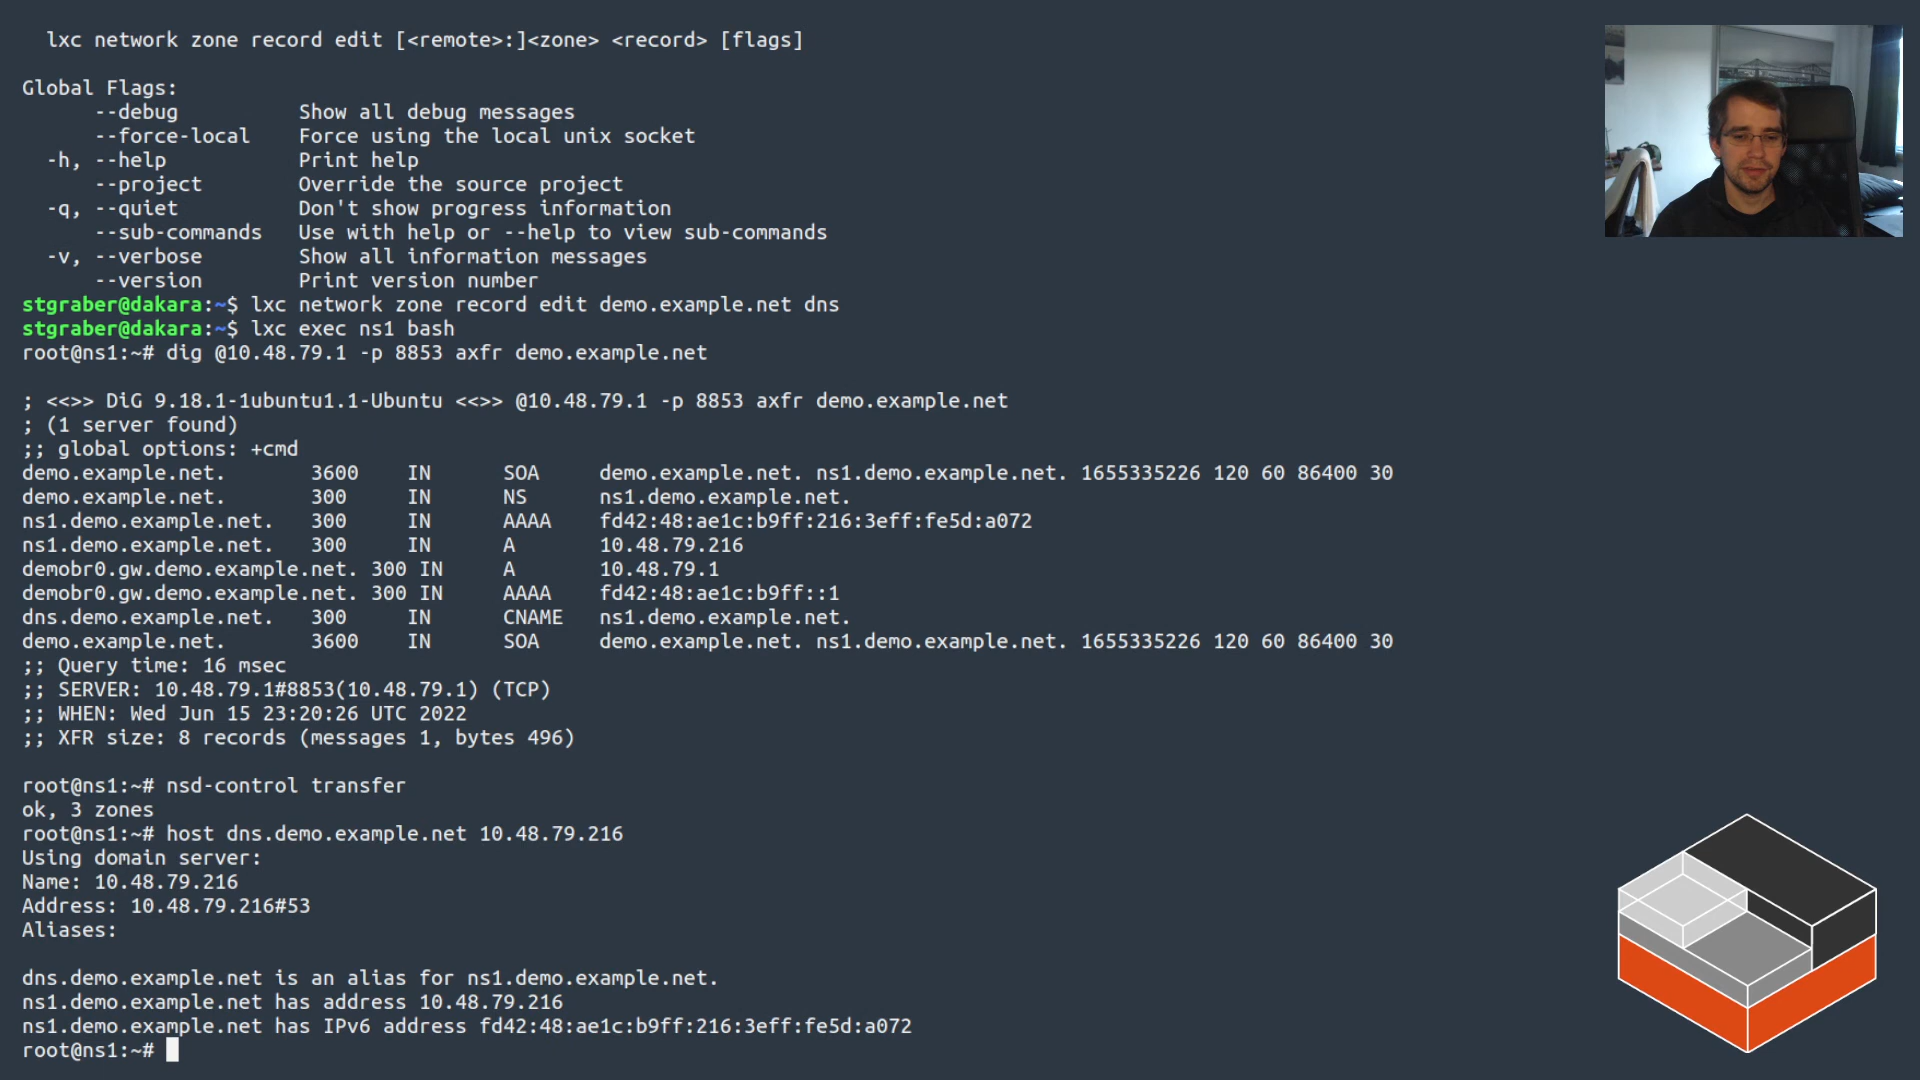 lxc network zone record edit [<remote>:]<zone> <record> [flags]
Global Flags:
--debug Show all debug messages
--force-local Force using the local unix socket
-h, --help Print help
--project Override the source project
-q, --quiet Don't show progress information
--sub-commands Use with help or --help to view sub-commands
-v, --verbose Show all information messages
--version Print version number
stgraber@dakara:~$ lxc network zone record edit demo.example.net dns
stgraber@dakara:~$ lxc exec ns1 bash
root@ns1:~# dig @10.48.79.1 -p 8853 axfr demo.example.net
; <<>> DiG 9.18.1-1ubuntu1.1-Ubuntu <<>> @10.48.79.1 -p 8853 axfr demo.example.net
; (1 server found)
;; global options: +cmd
demo.example.net. 3600 IN SOA demo.example.net. ns1.demo.example.net. 1655335226 120 60 86400 30
demo.example.net. 300 IN NS ns1.demo.example.net.
ns1.demo.example.net. 300 IN AAAA fd42:48:ae1c:b9ff:216:3eff:fe5d:a072
ns1.demo.example.net. 300 IN A 10.48.79.216
demobr0.gw.demo.example.net. 300 IN A 10.48.79.1
demobr0.gw.demo.example.net. 300 IN AAAA fd42:48:ae1c:b9ff::1
dns.demo.example.net. 300 IN CNAME ns1.demo.example.net.
demo.example.net. 3600 IN SOA demo.example.net. ns1.demo.example.net. 1655335226 120 60 86400 30
;; Query time: 16 msec
;; SERVER: 10.48.79.1#8853(10.48.79.1) (TCP)
;; WHEN: Wed Jun 15 23:20:26 UTC 2022
;; XFR size: 8 records (messages 1, bytes 496)
root@ns1:~# nsd-control transfer
ok, 3 zones
root@ns1:~# host dns.demo.example.net 10.48.79.216
Using domain server:
Name: 10.48.79.216
Address: 10.48.79.216#53
Aliases:
dns.demo.example.net is an alias for ns1.demo.example.net.
ns1.demo.example.net has address 10.48.79.216
ns1.demo.example.net has IPv6 address fd42:48:ae1c:b9ff:216:3eff:fe5d:a072
root@ns1:~#